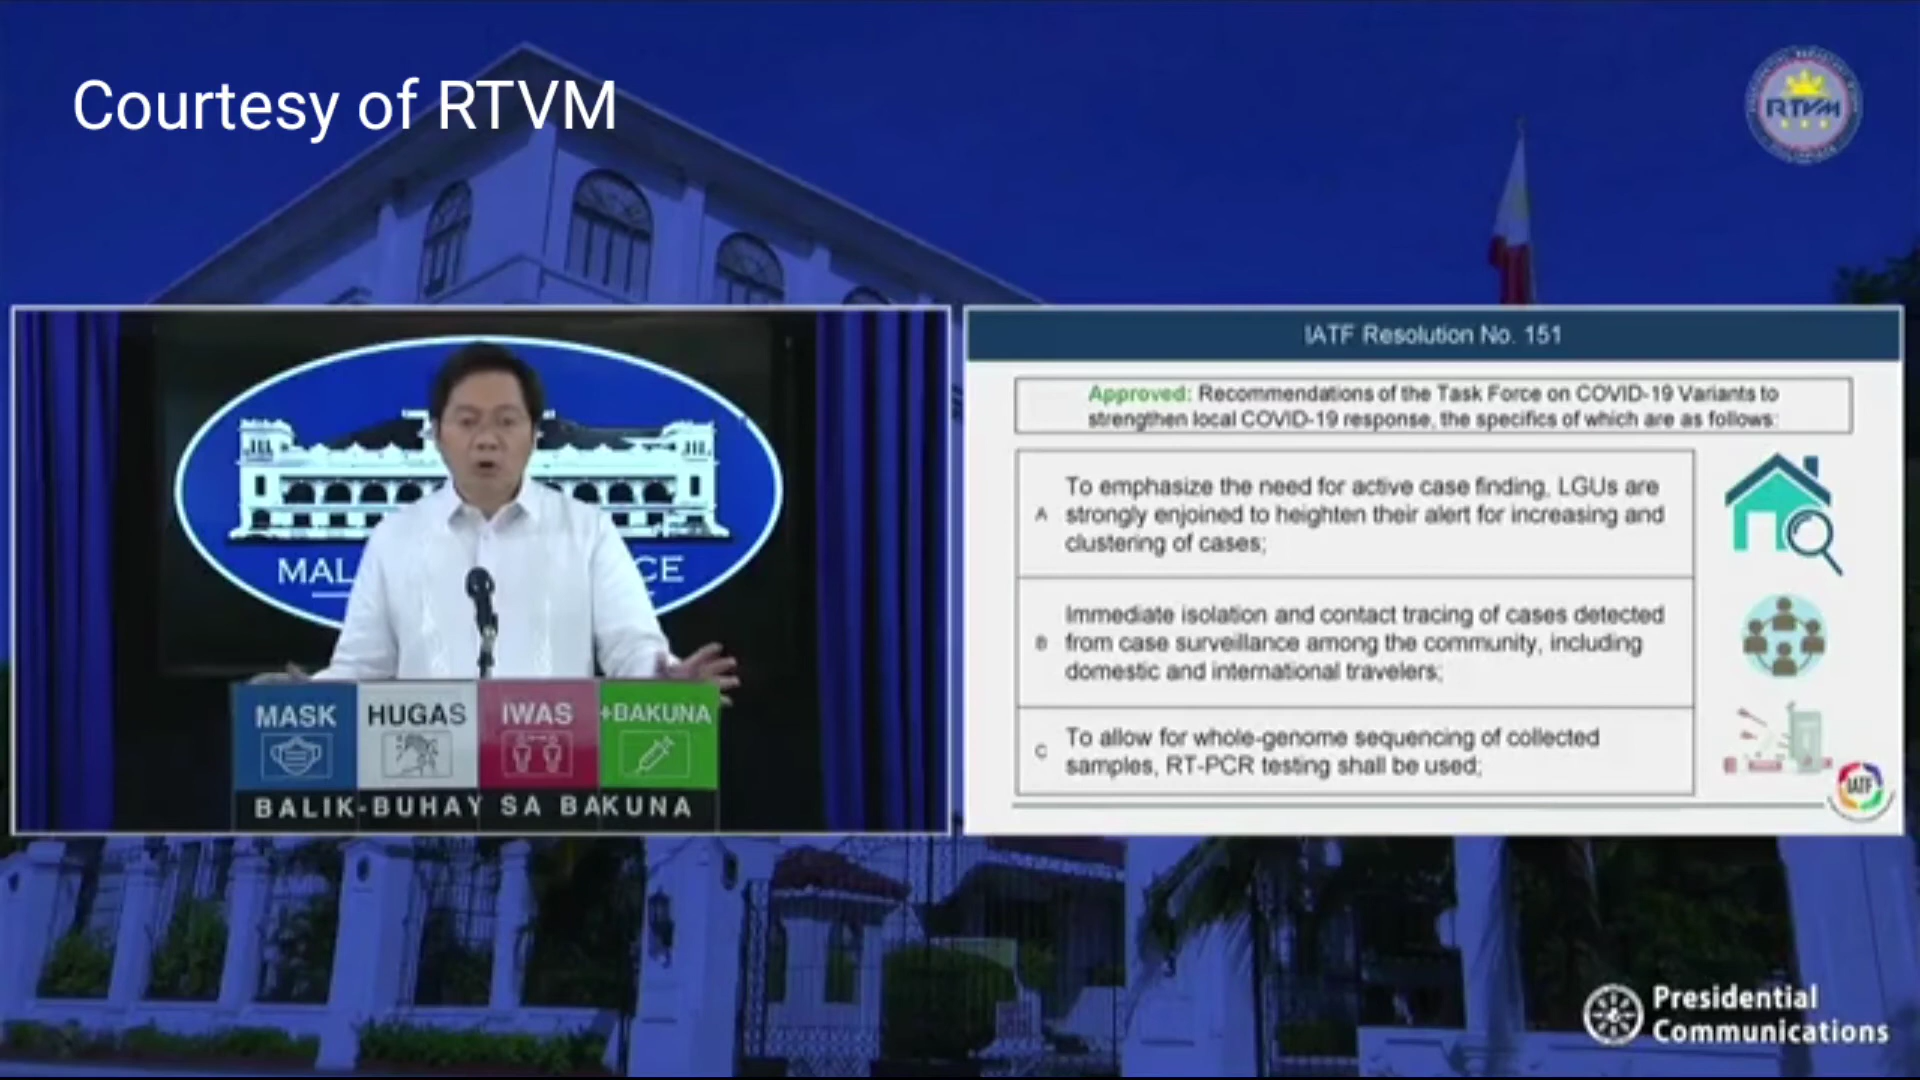 Courtesy of RTVM
RTVM
MAL
CE
MASK
HUGAS
IWAS
+BAKUNA
BALIK-BUHAY SA BAKUNA
IATF Resolution No. 151
Approved: Recommendations of the Task Force on COVID-19 Variants to
strengthen local COVID-19 response, the specifics of which are as follows:
A
To emphasize the need for active case finding, LGUs are
strongly enjoined to heighten their alert for increasing and
clustering of cases;
B
Immediate isolation and contact tracing of cases detected
from case surveillance among the community, including
domestic and international travelers;
C
To allow for whole-genome sequencing of collected
samples, RT-PCR testing shall be used;
IATF
Presidential
Communications